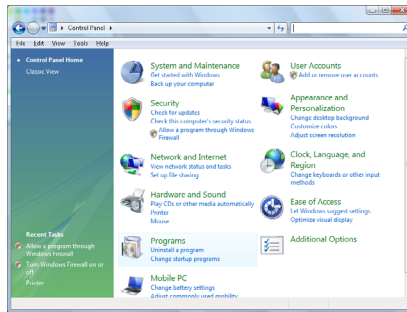 Control Panel
File Edit View Tools Help
Control Panel Home
Classic View
System and Maintenance
Get started with Windows
Back up your computer
Security
Check for updates
Check this computer's security status
Allow a program through Windows
Firewall
Network and Internet
View network status and tasks
Set up file sharing
Hardware and Sound
Play CDs or other media automatically
Printer
Mouse
Programs
Uninstall a program
Change startup programs
Mobile PC
Change battery settings
Adjust commonly used mobility
User Accounts
Add or remove user accounts
Appearance and
Personalization
Change desktop background
Customize colors
Adjust screen resolution
Clock, Language, and
Region
Change keyboards or other input
methods
Ease of Access
Let Windows suggest settings
Optimize visual display
Additional Options
Recent Tasks
Allow a program through
Windows Firewall
Turn Windows Firewall on or
off
Printer